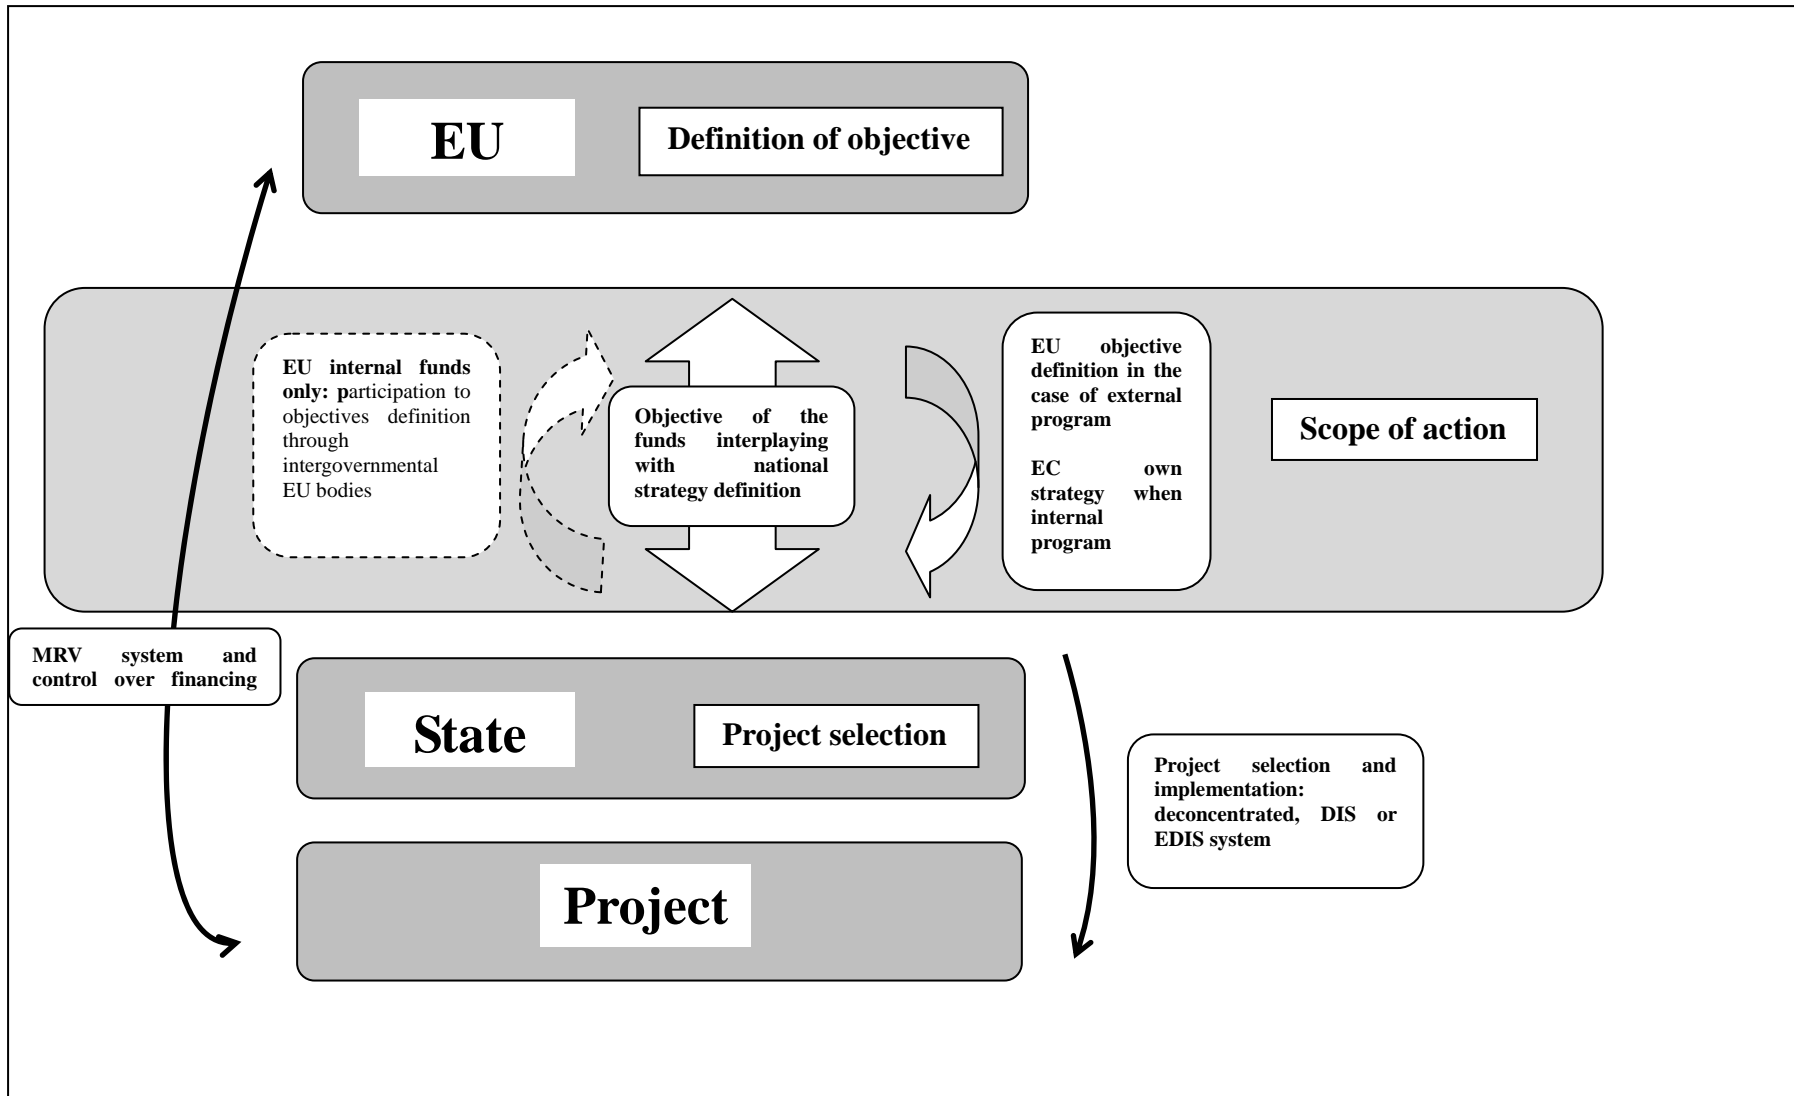 EU
Definition of objective
EU internal funds
only: participation to
objectives definition
through
intergovernmental
EU bodies
Objective of the
funds interplaying
with national
strategy definition
EU objective
definition in the
case of external
program
EC own
strategy when
internal
program
Scope of action
MRV system and
control over financing
State
Project selection
Project selection and
implementation:
deconcentrated, DIS or
EDIS system
Project